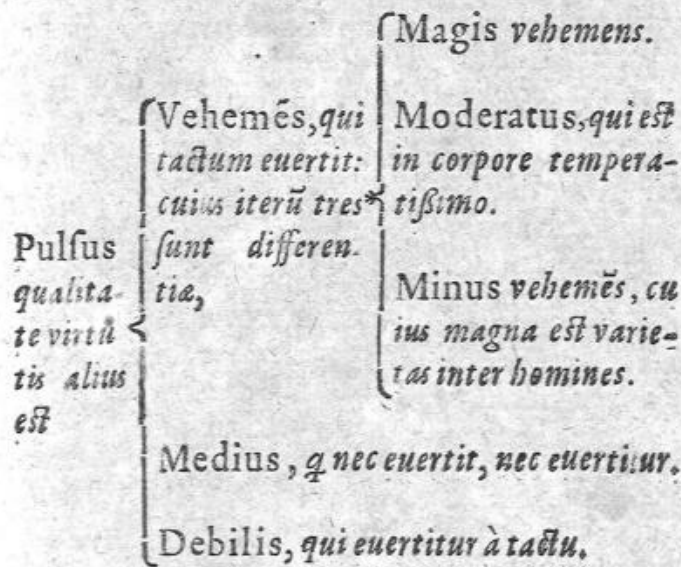 Pulſus
qualita-
te virtū
tis alius
eſt
Vehemẽs, qui
tactum euertit:
cuius iterū tres*
ſunt differen-
tiæ,
Magis vehemens.
Moderatus, qui eſt
in corpore tempera-
tißimo.
Minus vehemẽs, cu
ius magna eſt varie-
tas inter homines.
Medius, ꝗ nec euertit, nec euertitur.
Debilis, qui euertitur à tactu.